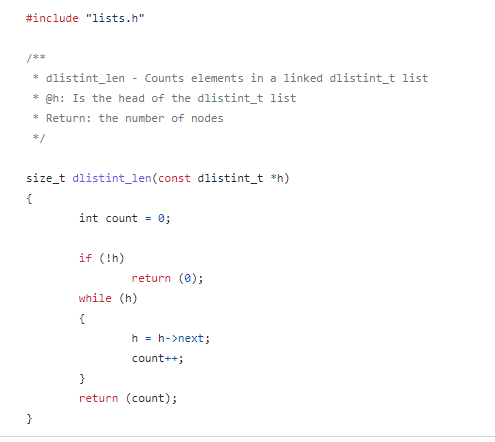 #include "lists.h"
/**
 * dlistint_len - Counts elements in a linked dlistint_t list
 * @h: Is the head of the dlistint_t list
 * Return: the number of nodes
 */
size_t dlistint_len(const dlistint_t *h)
{
        int count = 0;
        if (!h)
                return (0);
        while (h)
        {
                h = h->next;
                count++;
        }
        return (count);
}